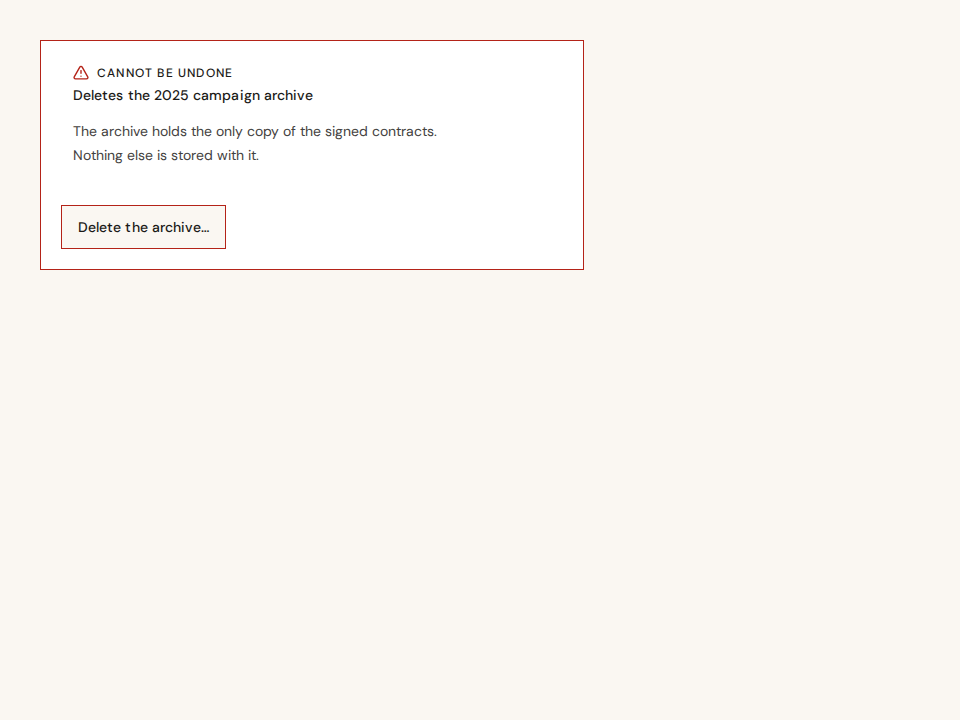 CANNOT BE UNDONE
Deletes the 2025 campaign archive
The archive holds the only copy of the signed contracts.
Nothing else is stored with it.
Delete the archive…